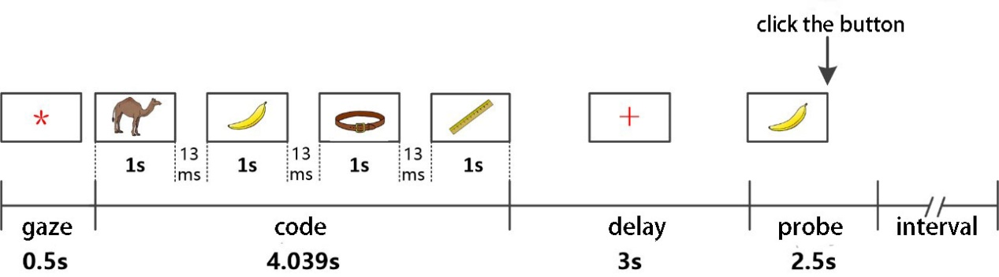 click the button
*
+
1s
13
ms
1s
13
ms
1s
13
ms
1s
gaze
code
delay
probe
interval
0.5s
4.039s
3s
2.5s